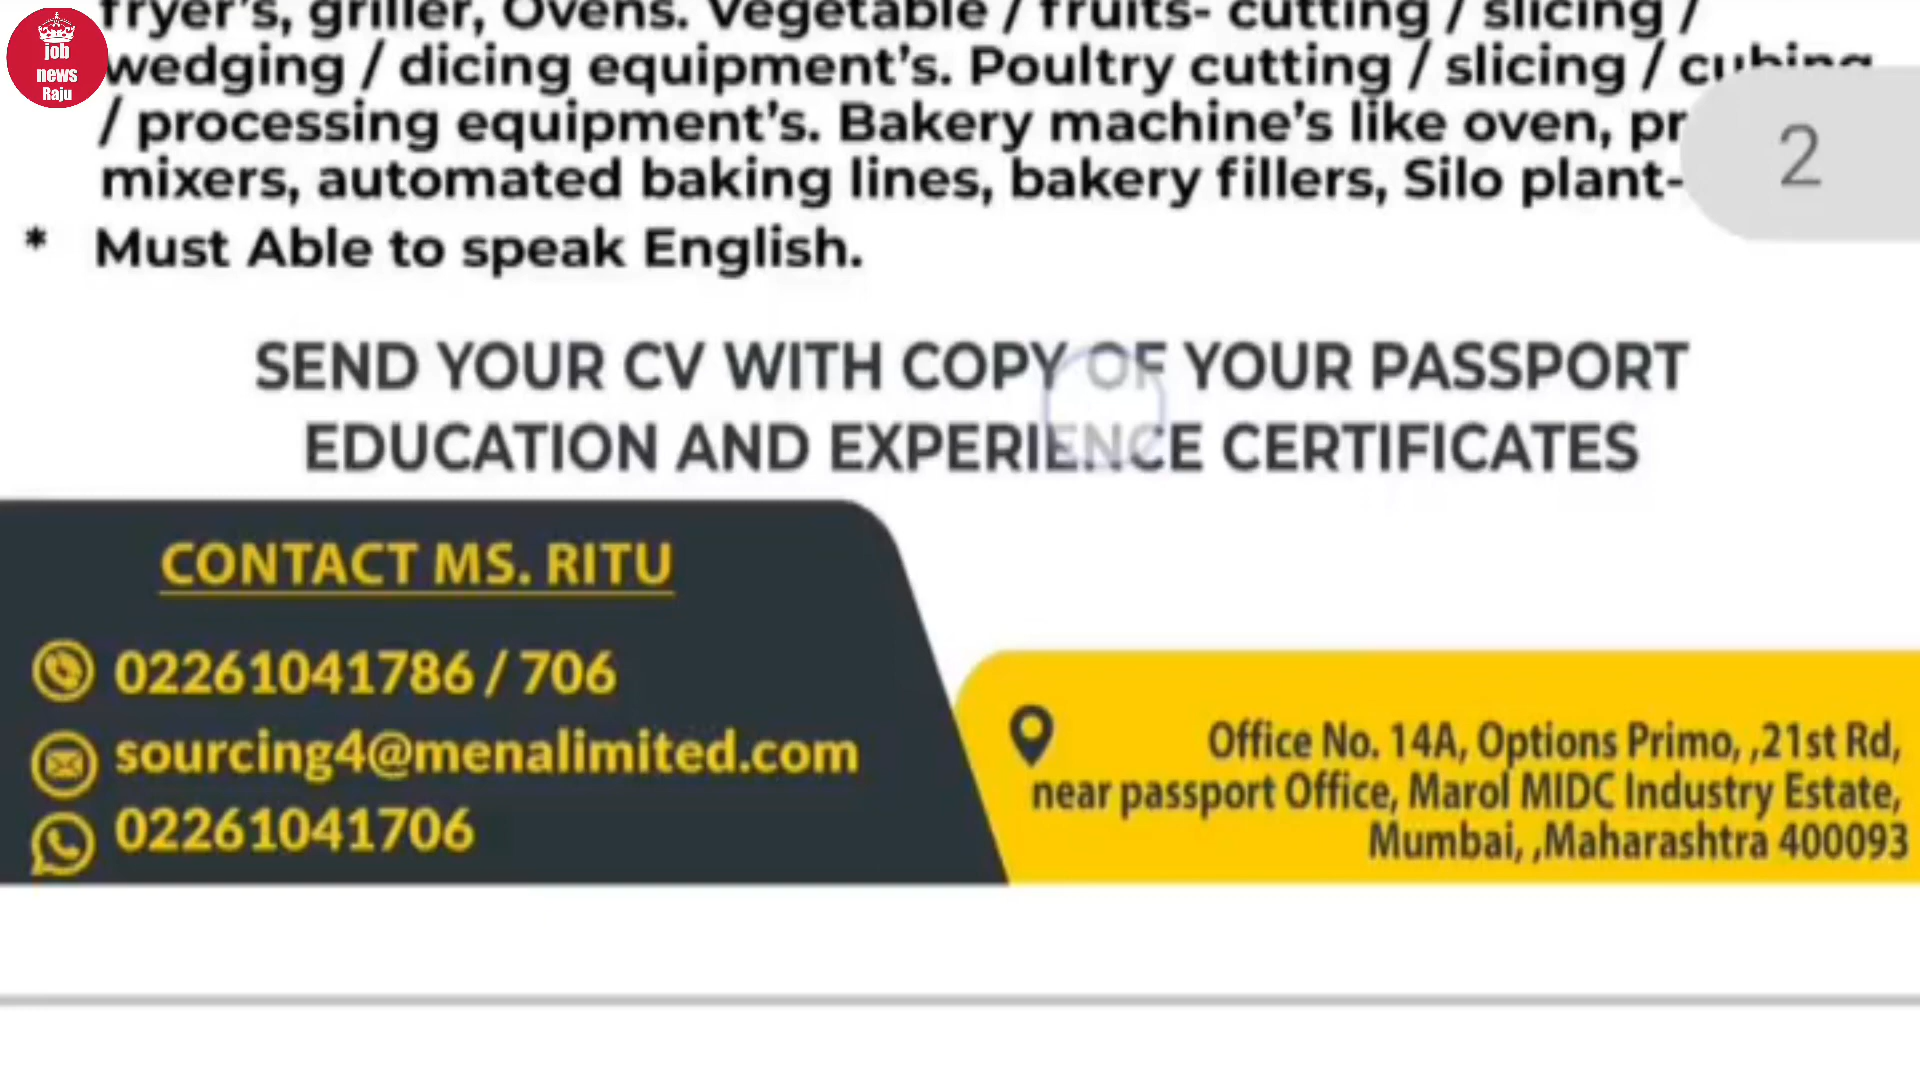 job
news
Raju
fryer's, griller, Ovens. Vegetable / fruits- cutting / slicing /
wedging / dicing equipment's. Poultry cutting / slicing / cubing
/ processing equipment's. Bakery machine's like oven, pr
mixers, automated baking lines, bakery fillers, Silo plant-
2
* Must Able to speak English.
SEND YOUR CV WITH COPY OF YOUR PASSPORT
EDUCATION AND EXPERIENCE CERTIFICATES
CONTACT MS. RITU
02261041786 / 706
sourcing4@menalimited.com
02261041706
Office No. 14A, Options Primo, ,21st Rd,
near passport Office, Marol MIDC Industry Estate,
Mumbai, ,Maharashtra 400093